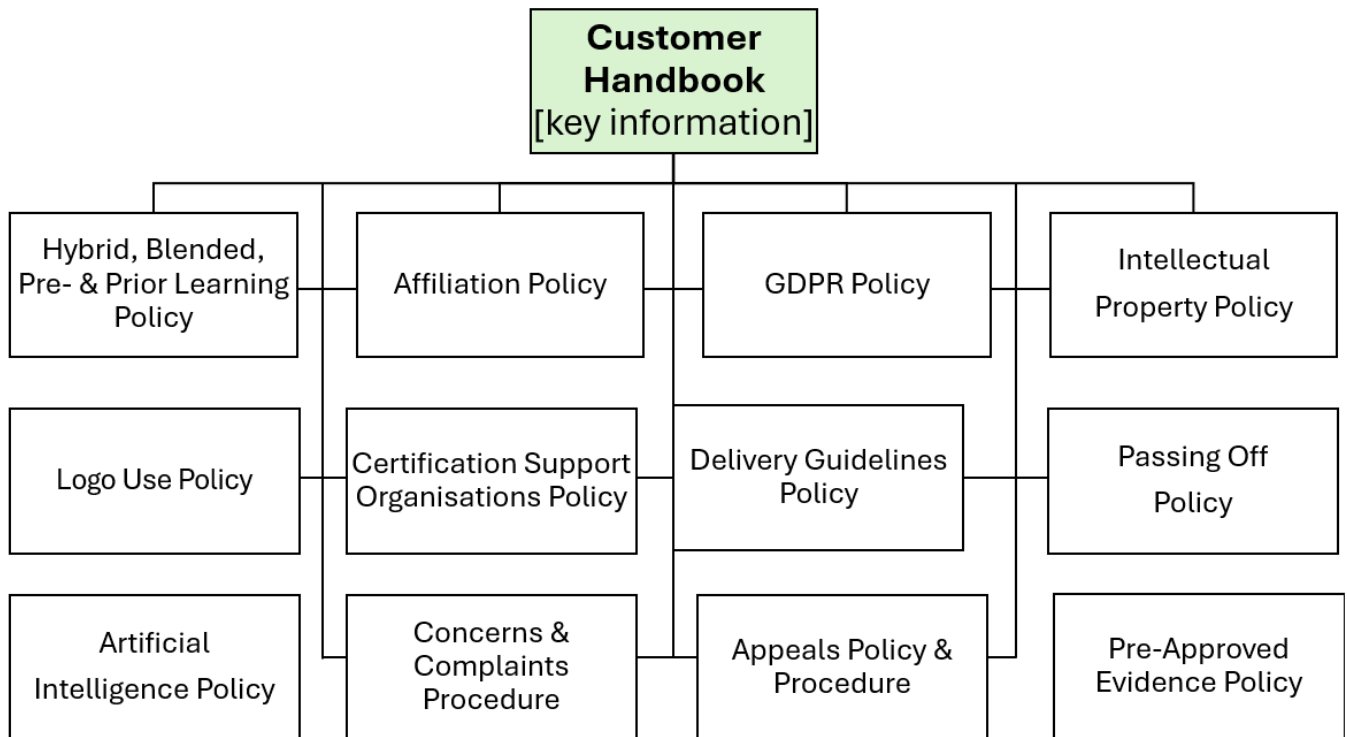 Customer
Handbook
[key information]
Hybrid, Blended,
Pre- & Prior Learning
Policy
Affiliation Policy
GDPR Policy
Intellectual
Property Policy
Logo Use Policy
Certification Support
Organisations Policy
Delivery Guidelines
Policy
Passing Off
Policy
Artificial
Intelligence Policy
Concerns &
Complaints
Procedure
Appeals Policy &
Procedure
Pre-Approved
Evidence Policy